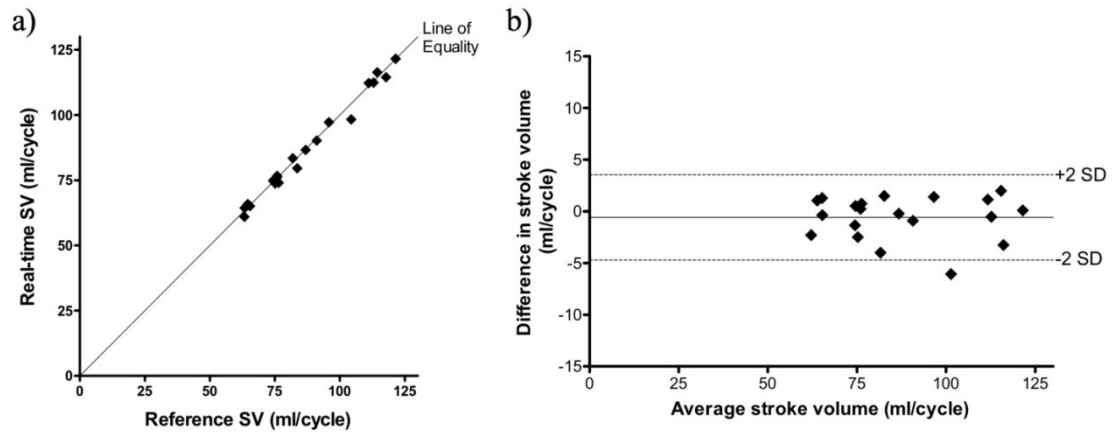 a)
Line of
Equality
125
100
75
50
25
0
0
25
50
75
100
125
Real-time SV (ml/cycle)
Reference SV (ml/cycle)
b)
15
10
5
0
-5
-10
-15
0
25
50
75
100
125
+2 SD
-2 SD
Difference in stroke volume
(ml/cycle)
Average stroke volume (ml/cycle)